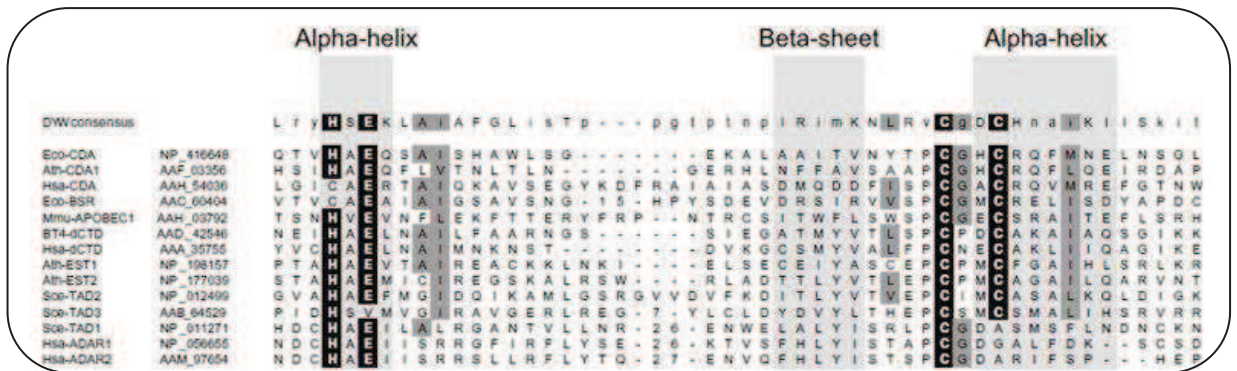 Alpha-helix Beta-sheet Alpha-helix
DYW consensus L r y H S E K L A I A F G L I s T p - - - p g t p t n p I R I m K N L R v C g D C H n a i K I I S k i t
Eco-CDA NP_416648 Q T V H A E Q S A I S H A W L S G - - - - - - - E K A L A A I T V N Y T P C G H C R Q F M N E L N S G L
Ath-CDA1 AAF_03356 H S I H A E Q F L V T N L T L N - - - - - - - G E R H L N F F A V S A A P C G H C R Q F L Q E I R D A P
Hsa-CDA AAH_54036 L G I C A E R T A I Q K A V S E G Y K D F R A I A I A S D M Q D D F I S P C G A C R Q V M R E F G T N W
Eco-BSR AAC_60404 V T V C A E A I A I G S A V S N G - 15 - H P Y S D E V D R S I R V V S P C G M C R E L I S D Y A P D C
Mmu-APOBEC1 AAH_03792 T S N H V E V N F L E K F T T E R Y F R P - - N T R C S I T W F L S W S P C G E C S R A I T E F L S R H
BT4-dCTD AAD_42546 N E I H A E L N A I L F A A R N G S - - - - - S I E G A T M Y V T L S P C P D C A K A I A Q S G I K K
Hsa-dCTD AAA_35755 Y V C H A E L N A I M N K N S T - - - - - - D V K G C S M Y V A L F P C N E C A K L I I Q A G I K E
Ath-EST1 NP_198157 P T A H A E V T A I R E A C K K L N K I - - - - E L S E C E I Y A S C E P C P M C F G A I H L S R L K R
Ath-EST2 NP_177039 S T A H A E M I C I R E G S K A L R S W - - - - R L A D T T L Y V T L E P C P M C A G A I L Q A R V N T
Sce-TAD2 NP_012499 G V A H A E F M G I D Q I K A M L G S R G V V D V F K D I T L Y V T V E P C I M C A S A L K Q L D I G K
Sce-TAD3 AAB_64529 P I D H S V M V G I R A V G E R L R E G - 7 - Y L C L D Y D V Y L T H E P C S M C S M A L I H S R V R R
Sce-TAD1 NP_011271 H D C H A E I L A L R G A N T V L L N R - 26 - E N W E L A L Y I S R L P C G D A S M S F L N D N C K N
Hsa-ADAR1 NP_056655 N D C H A E I I S R R G F I R F L Y S E - 26 - K T V S F H L Y I S T A P C G D G A L F D K - - S C S D
Hsa-ADAR2 AAM_97654 N D C H A E I I S R R S L L R F L Y T Q - 27 - E N V Q F H L Y I S T S P C G D A R I F S P - - - H E P